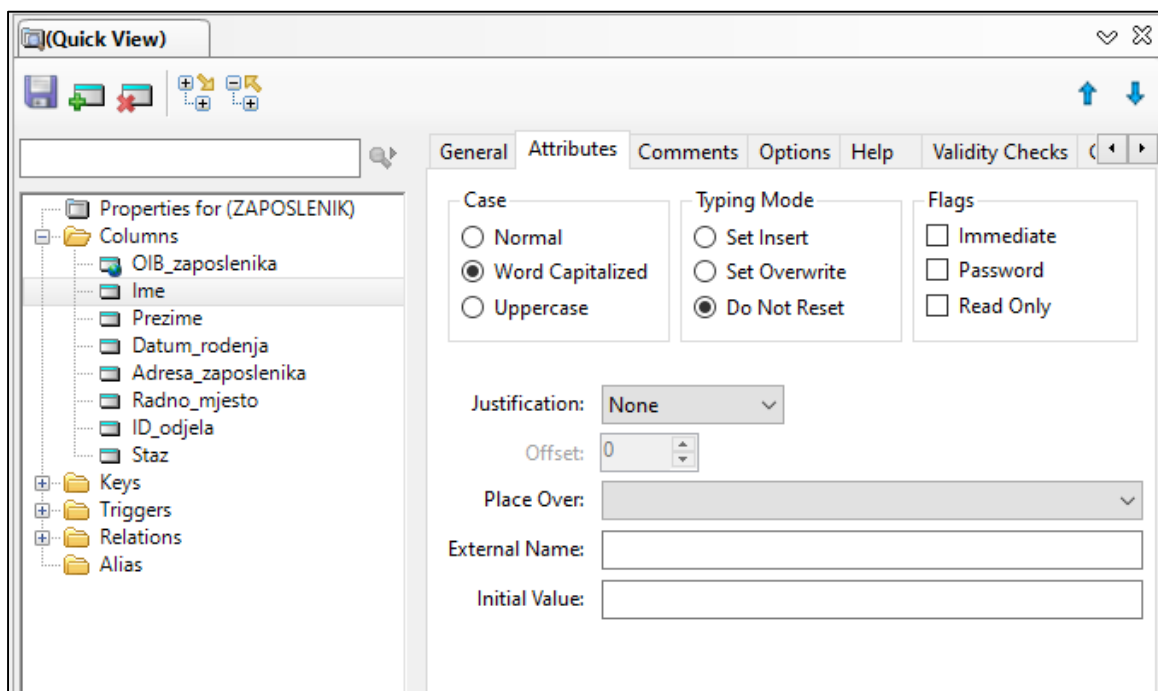 (Quick View)
General Attributes Comments Options Help Validity Checks
Properties for (ZAPOSLENIK)
Columns
OIB_zaposlenika
Ime
Prezime
Datum_rodenja
Adresa_zaposlenika
Radno_mjesto
ID_odjela
Staz
Keys
Triggers
Relations
Alias
Case
Normal
Word Capitalized
Uppercase
Typing Mode
Set Insert
Set Overwrite
Do Not Reset
Flags
Immediate
Password
Read Only
Justification: None
Offset: 0
Place Over:
External Name:
Initial Value: